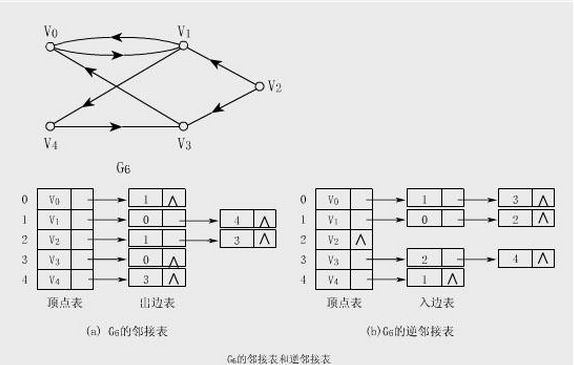 V0 V1
V2
V4 V3
G6
0 V0 1 ∧
1 V1 0 4 ∧
2 V2 1 3 ∧
3 V3 0 ∧
4 V4 3 ∧
顶点表 出边表
(a) G6的邻接表
0 V0 1 3 ∧
1 V1 0 2 ∧
2 V2 ∧
3 V3 2 4 ∧
4 V4 1 ∧
顶点表 入边表
(b)G6的逆邻接表
G6的邻接表和逆邻接表